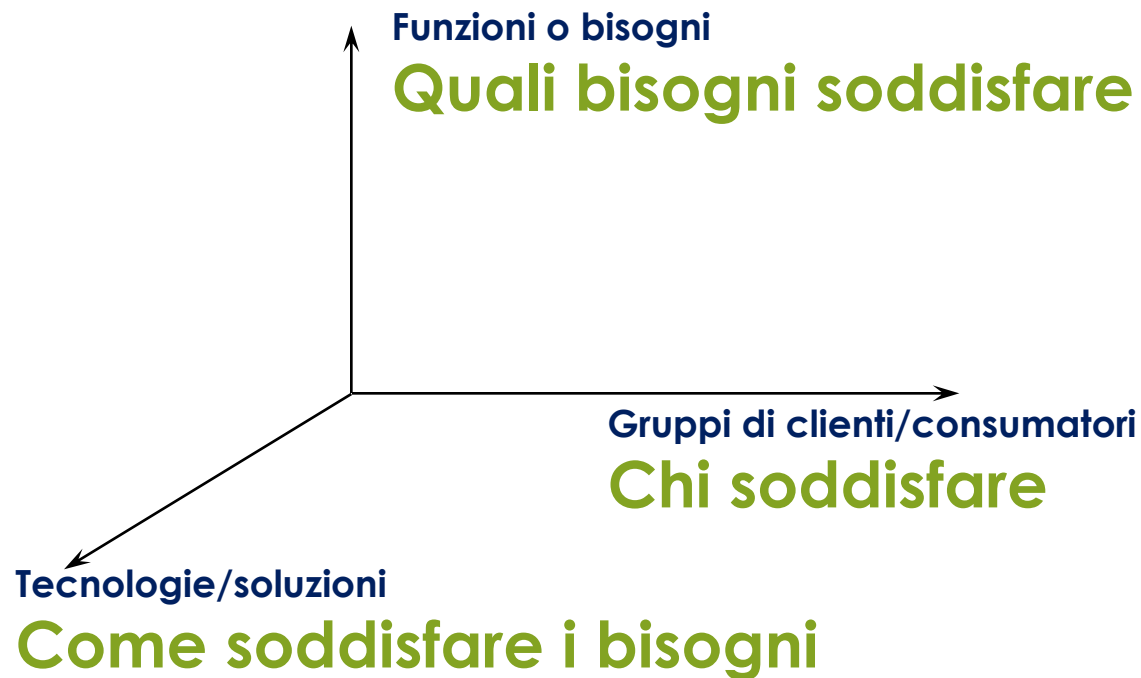 Funzioni o bisogni
Quali bisogni soddisfare
Gruppi di clienti/consumatori
Chi soddisfare
Tecnologie/soluzioni
Come soddisfare i bisogni